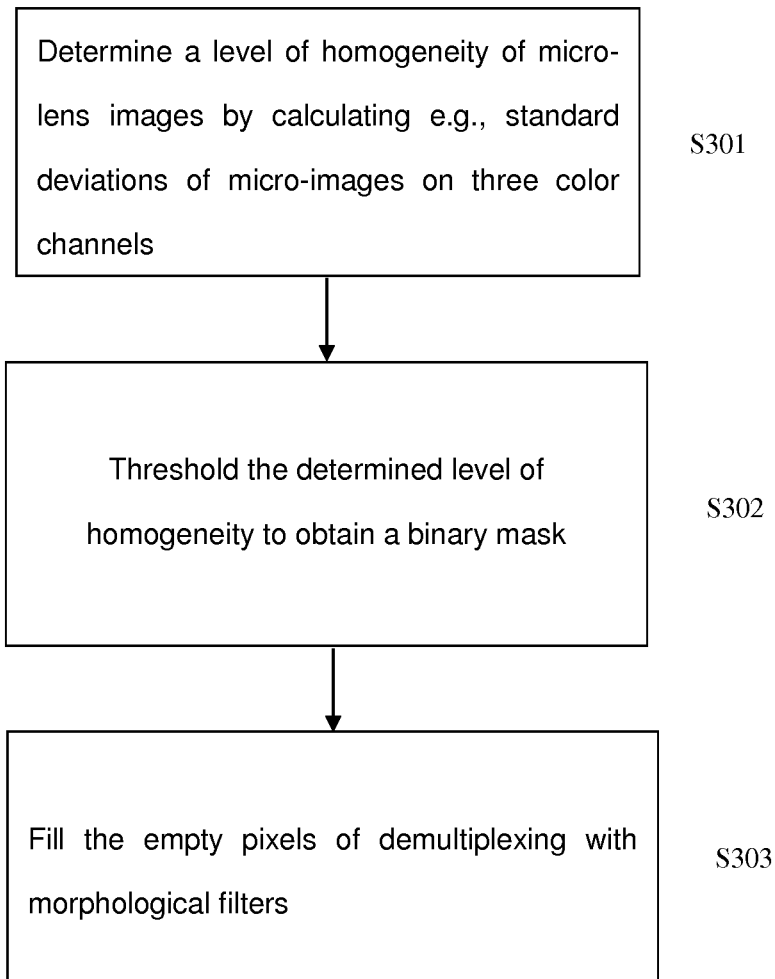 Determine a level of homogeneity of micro-
lens images by calculating e.g., standard
deviations of micro-images on three color
channels
S301
Threshold the determined level of
homogeneity to obtain a binary mask
S302
Fill the empty pixels of demultiplexing with
morphological filters
S303